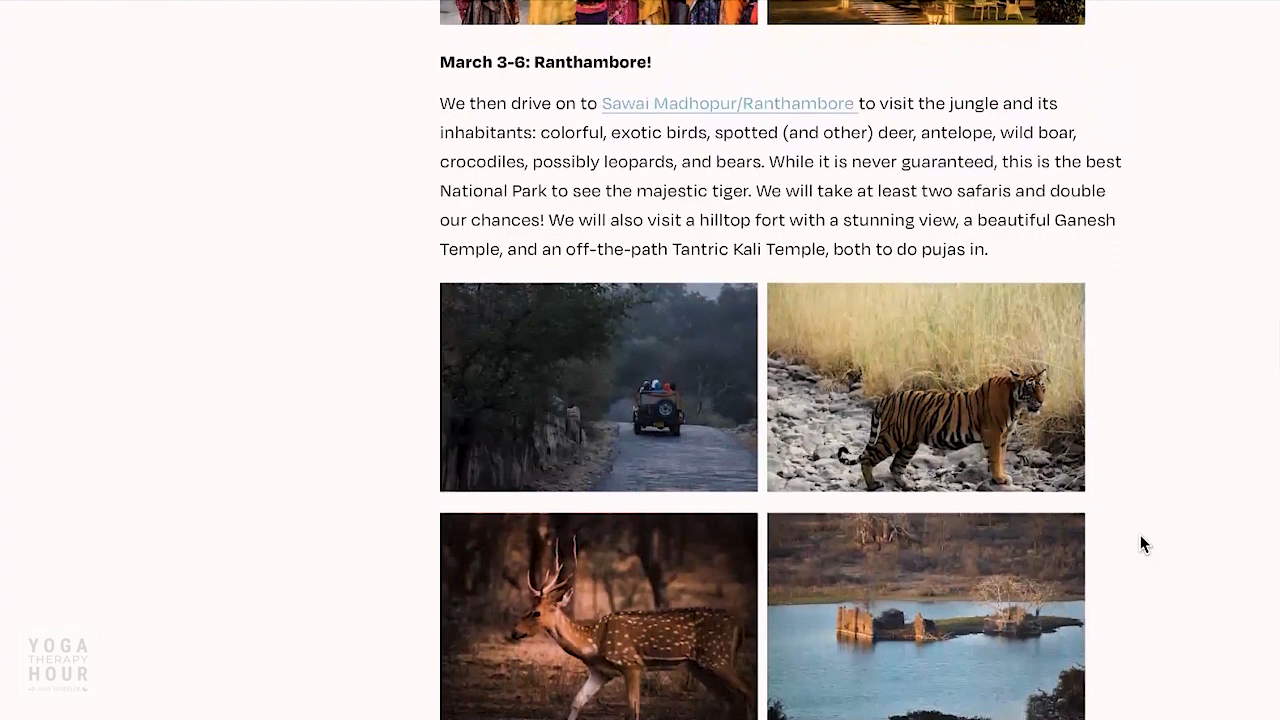 March 3-6: Ranthambore!
We then drive on to Sawai Madhopur/Ranthambore to visit the jungle and its
inhabitants: colorful, exotic birds, spotted (and other) deer, antelope, wild boar,
crocodiles, possibly leopards, and bears. While it is never guaranteed, this is the best
National Park to see the majestic tiger. We will take at least two safaris and double
our chances! We will also visit a hilltop fort with a stunning view, a beautiful Ganesh
Temple, and an off-the-path Tantric Kali Temple, both to do pujas in.
YOGA
THERAPY
HOUR